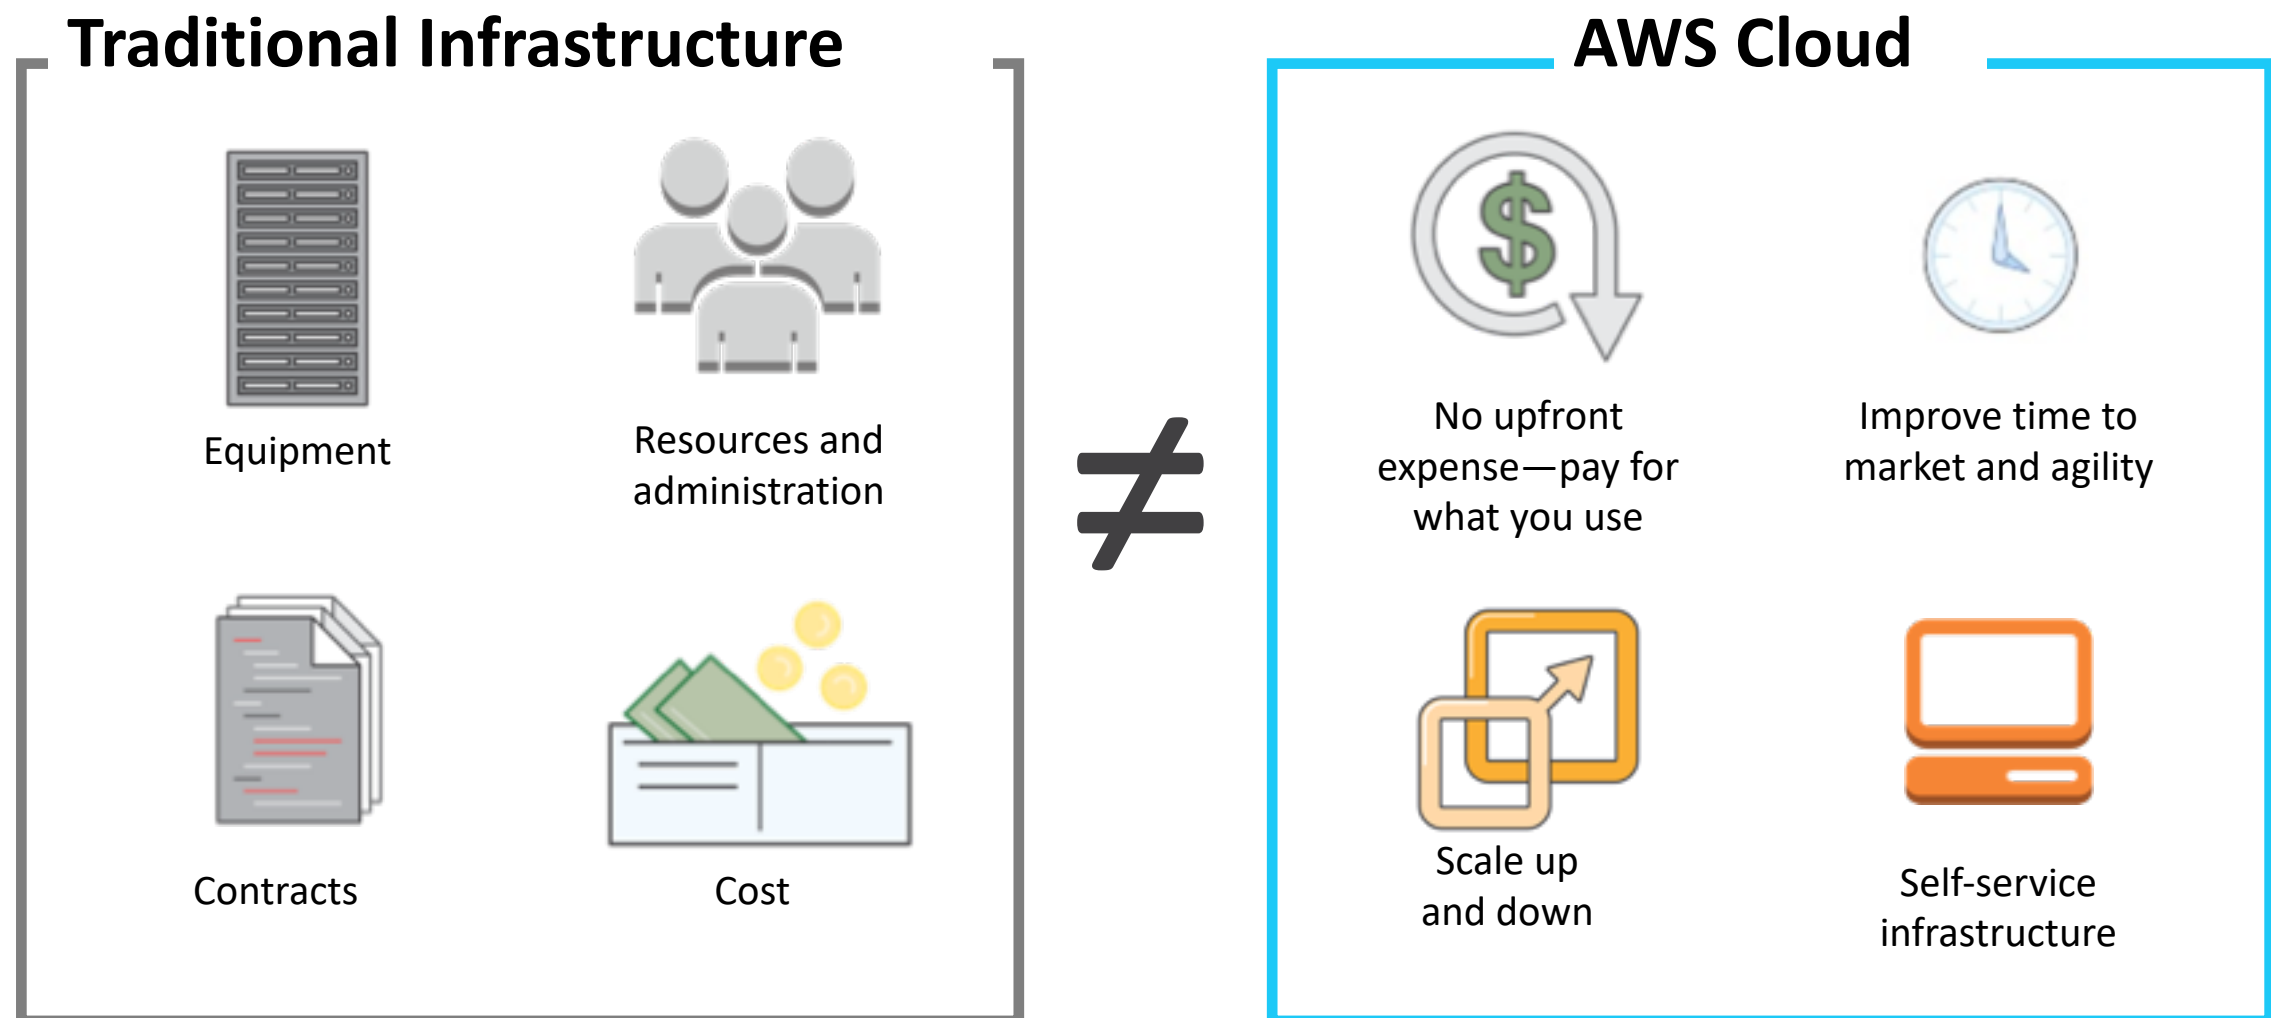 Traditional Infrastructure
Equipment
Resources and
administration
Contracts
Cost
≠
AWS Cloud
$
No upfront
expense—pay for
what you use
Improve time to
market and agility
Scale up
and down
Self-service
infrastructure